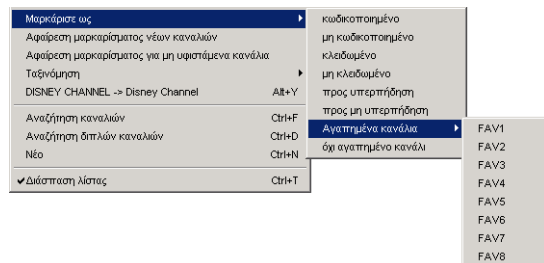 Μαρκάρισε ως
Αφαίρεση μαρκαρίσματος νέων καναλιών
Αφαίρεση μαρκαρίσματος για μη υφιστάμενα κανάλια
Ταξινόμηση
DISNEY CHANNEL -> Disney Channel Alt+Y
Αναζήτηση καναλιών Ctrl+F
Αναζήτηση διπλών καναλιών Ctrl+D
Νέο Ctrl+N
Διάσπαση λίστας Ctrl+T
κωδικοποιημένο
μη κωδικοποιημένο
κλειδωμένο
μη κλειδωμένο
προς υπερπήδηση
προς μη υπερπήδηση
Αγαπημένα κανάλια
όχι αγαπημένο κανάλι
FAV1
FAV2
FAV3
FAV4
FAV5
FAV6
FAV7
FAV8